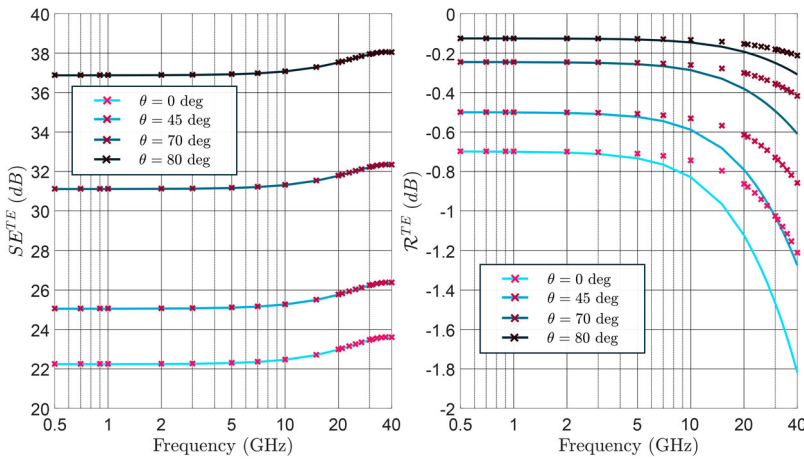 40
38
36
34
32
30
28
26
24
22
20
SE^{TE} (dB)
θ = 0 deg
θ = 45 deg
θ = 70 deg
θ = 80 deg
0.5 1 2 5 10 20 40
Frequency (GHz)
0
-0.2
-0.4
-0.6
-0.8
-1
-1.2
-1.4
-1.6
-1.8
-2
ℛ^{TE} (dB)
θ = 0 deg
θ = 45 deg
θ = 70 deg
θ = 80 deg
0.5 1 2 5 10 20 40
Frequency (GHz)